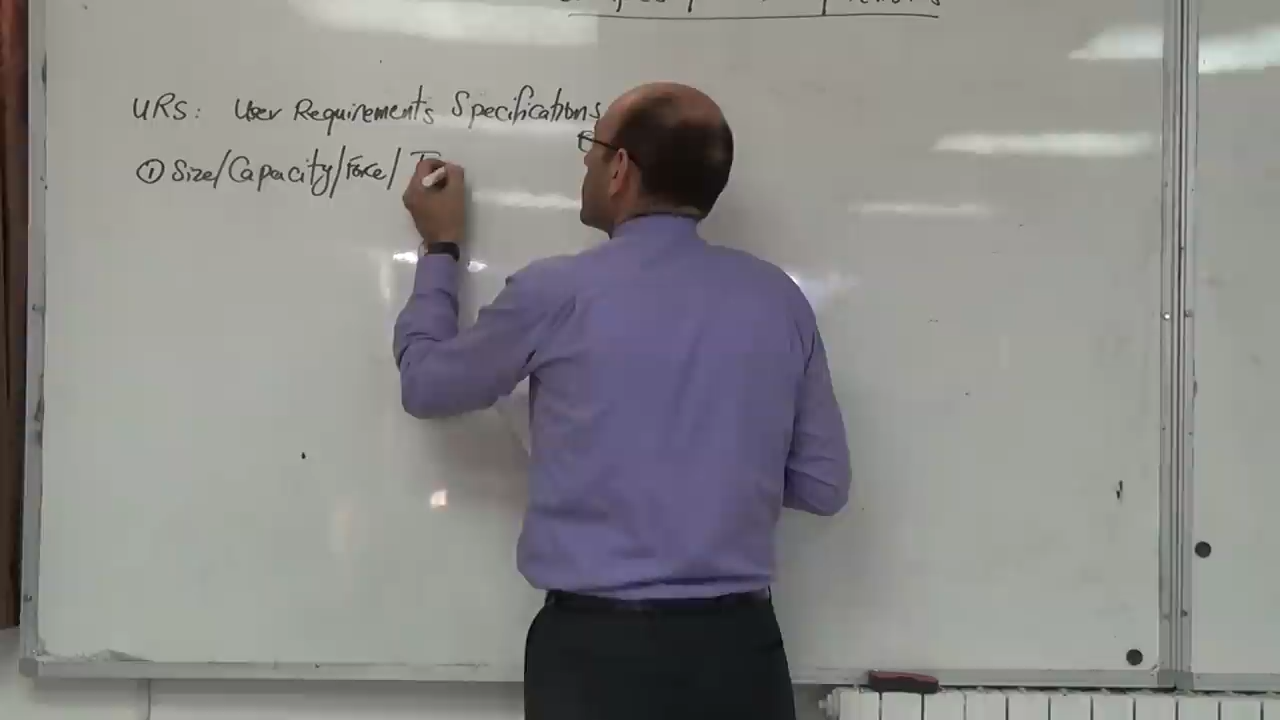 URS: User Requirements Specifications
① Size/Capacity/Force/